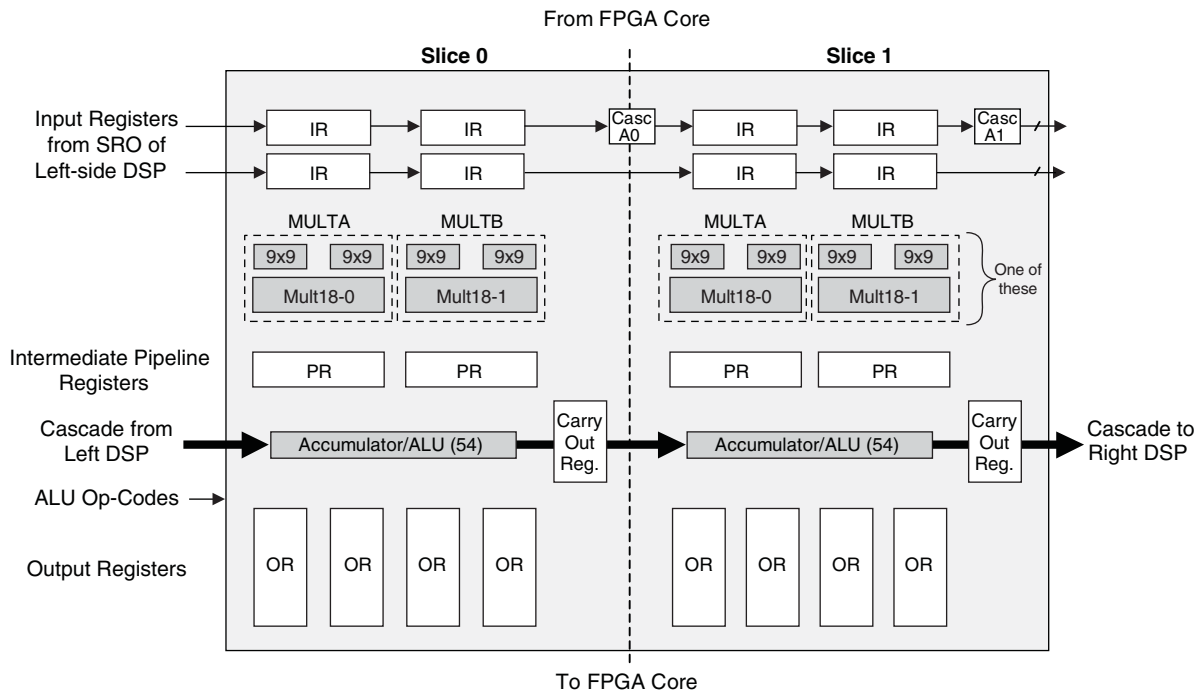 From FPGA Core
Slice 0
Slice 1
Input Registers
from SRO of
Left-side DSP
IR
IR
Casc
A0
IR
IR
Casc
A1
IR
IR
IR
IR
MULTA
MULTB
MULTA
MULTB
9x9
9x9
9x9
9x9
9x9
9x9
9x9
9x9
Mult18-0
Mult18-1
Mult18-0
Mult18-1
One of
these
Intermediate Pipeline
Registers
PR
PR
PR
PR
Cascade from
Left DSP
Accumulator/ALU (54)
Carry
Out
Reg.
Accumulator/ALU (54)
Carry
Out
Reg.
Cascade to
Right DSP
ALU Op-Codes
Output Registers
OR
OR
OR
OR
OR
OR
OR
OR
To FPGA Core